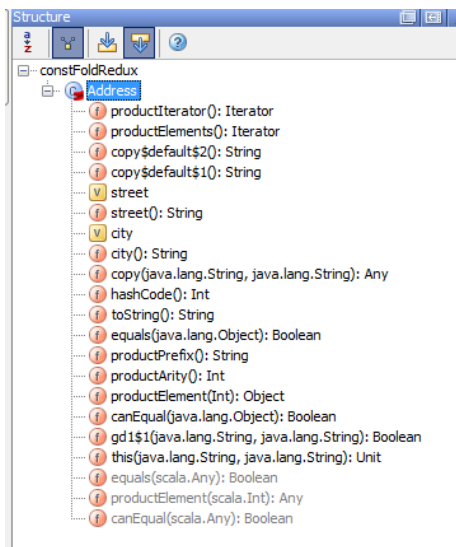 Structure
constFoldRedux
Address
productIterator(): Iterator
productElements(): Iterator
copy$default$2(): String
copy$default$1(): String
V street
f street(): String
V city
f city(): String
f copy(java.lang.String, java.lang.String): Any
f hashCode(): Int
f toString(): String
f equals(java.lang.Object): Boolean
f productPrefix(): String
f productArity(): Int
f productElement(Int): Object
f canEqual(java.lang.Object): Boolean
f gd1$1(java.lang.String, java.lang.String): Boolean
f this(java.lang.String, java.lang.String): Unit
f equals(scala.Any): Boolean
f productElement(scala.Int): Any
f canEqual(scala.Any): Boolean